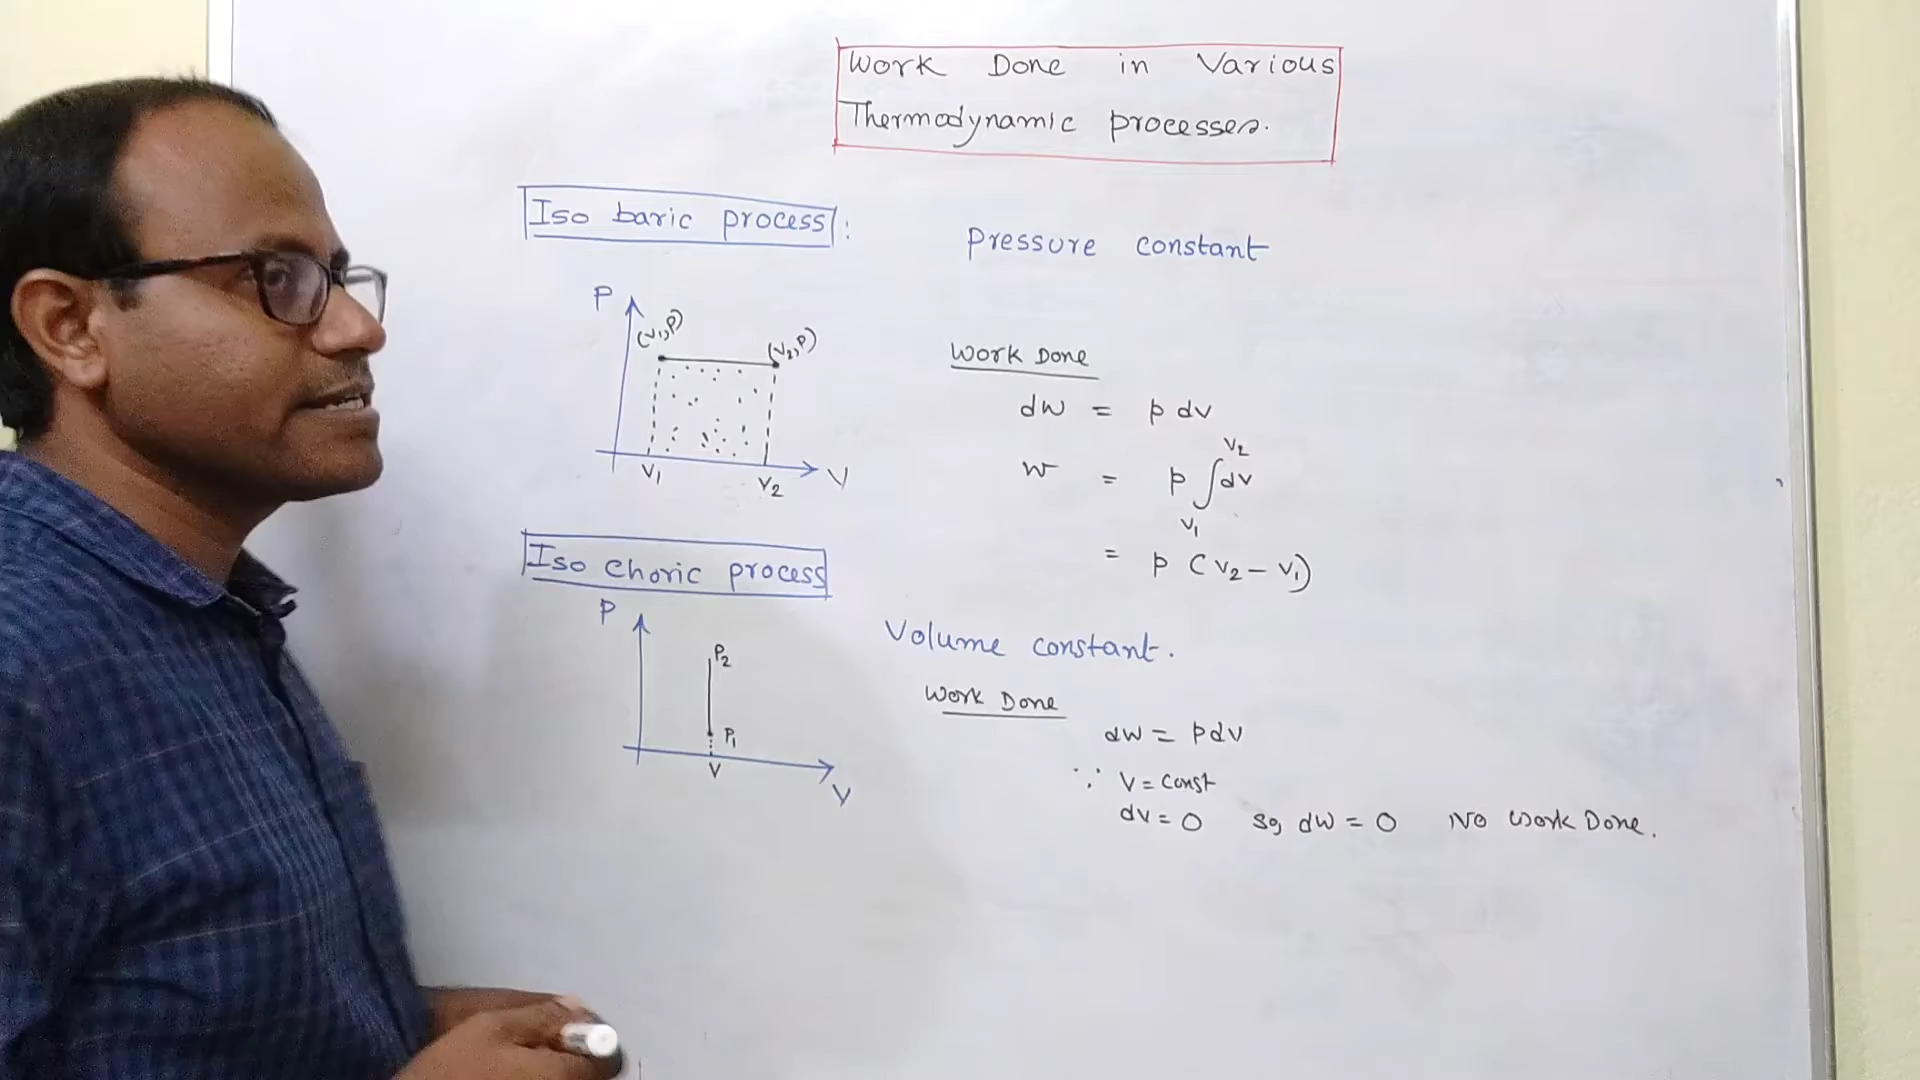 Work Done in Various
Thermodynamic processes.
Iso baric process :
Pressure constant
P
(V1, P)
(V2, P)
V1
V2
V
Work Done
dW = P dV
W = P ∫ dV
V2
V1
= P (V2 - V1)
Iso Choric process
P
P2
P1
V
V
Volume constant.
Work Done
dW = PdV
∵ V = Const
dV = 0 So, dW = 0 No Work Done.